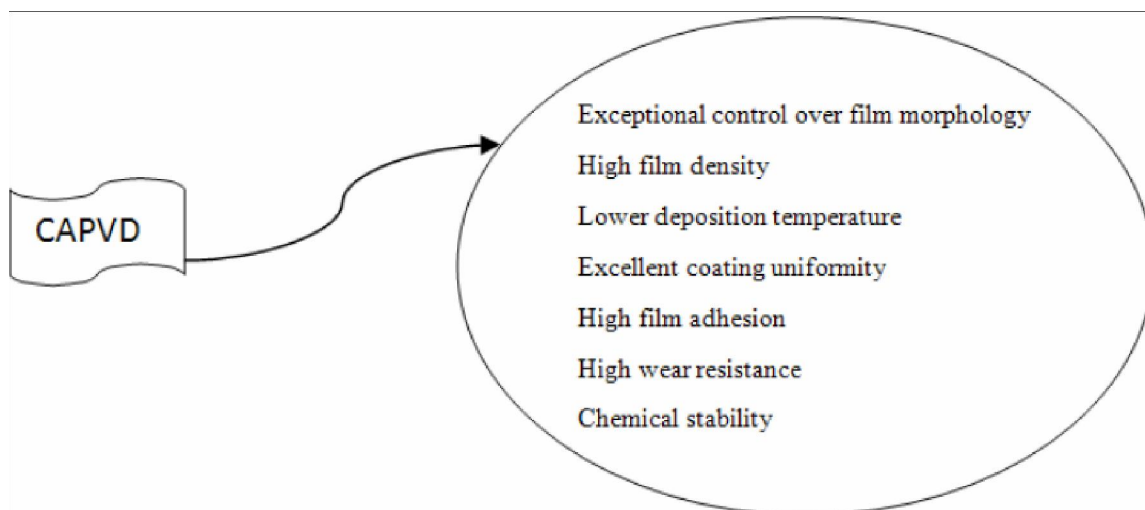 CAPVD
Exceptional control over film morphology
High film density
Lower deposition temperature
Excellent coating uniformity
High film adhesion
High wear resistance
Chemical stability